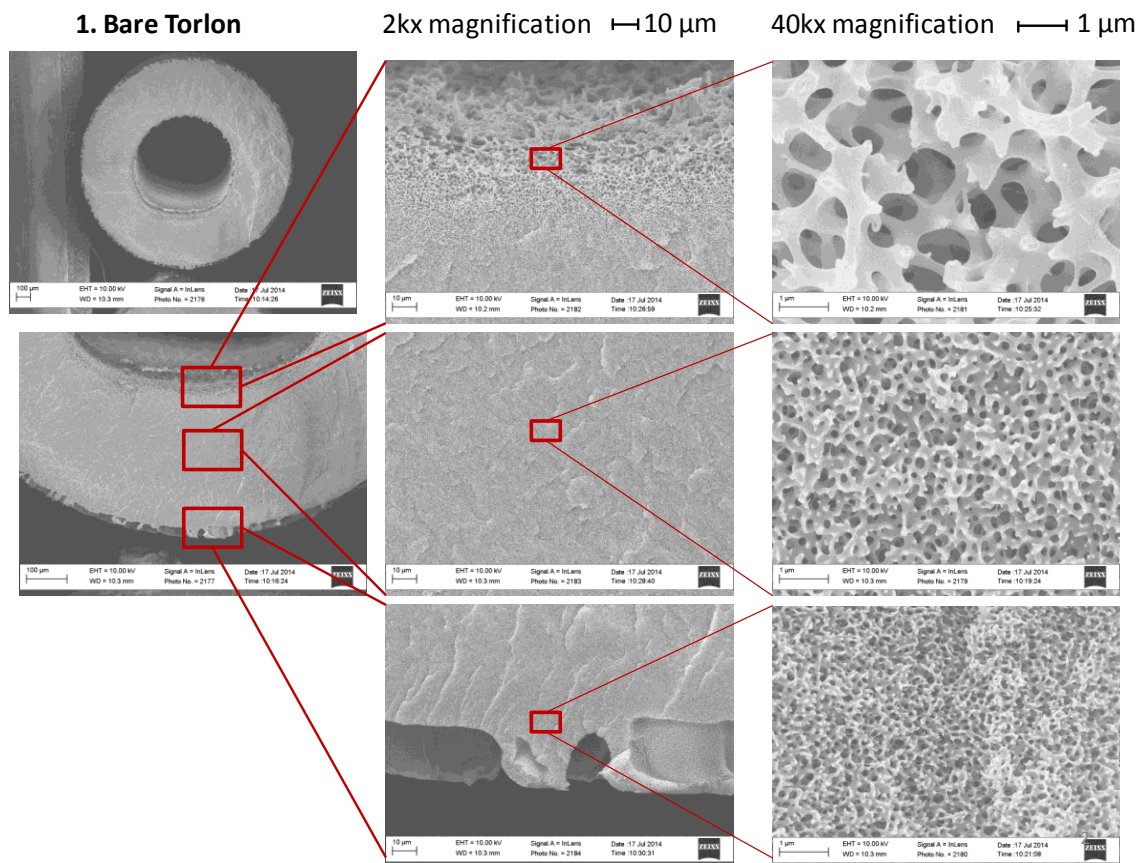 1. Bare Torlon
2kx magnification 10 μm
40kx magnification 1 μm
100 μm EHT = 10.00 kV Signal A = InLens Date :17 Jul 2014 ZEISS
WD = 10.3 mm Photo No. = 2176 Time :10:14:26
10 μm EHT = 10.00 kV Signal A = InLens Date :17 Jul 2014 ZEISS
WD = 10.2 mm Photo No. = 2182 Time :10:26:59
1 μm EHT = 10.00 kV Signal A = InLens Date :17 Jul 2014 ZEISS
WD = 10.2 mm Photo No. = 2181 Time :10:25:32
100 μm EHT = 10.00 kV Signal A = InLens Date :17 Jul 2014 ZEISS
WD = 10.3 mm Photo No. = 2177 Time :10:16:24
10 μm EHT = 10.00 kV Signal A = InLens Date :17 Jul 2014 ZEISS
WD = 10.3 mm Photo No. = 2183 Time :10:28:40
1 μm EHT = 10.00 kV Signal A = InLens Date :17 Jul 2014 ZEISS
WD = 10.3 mm Photo No. = 2179 Time :10:19:24
10 μm EHT = 10.00 kV Signal A = InLens Date :17 Jul 2014 ZEISS
WD = 10.3 mm Photo No. = 2184 Time :10:30:31
1 μm EHT = 10.00 kV Signal A = InLens Date :17 Jul 2014 ZEISS
WD = 10.3 mm Photo No. = 2180 Time :10:21:08